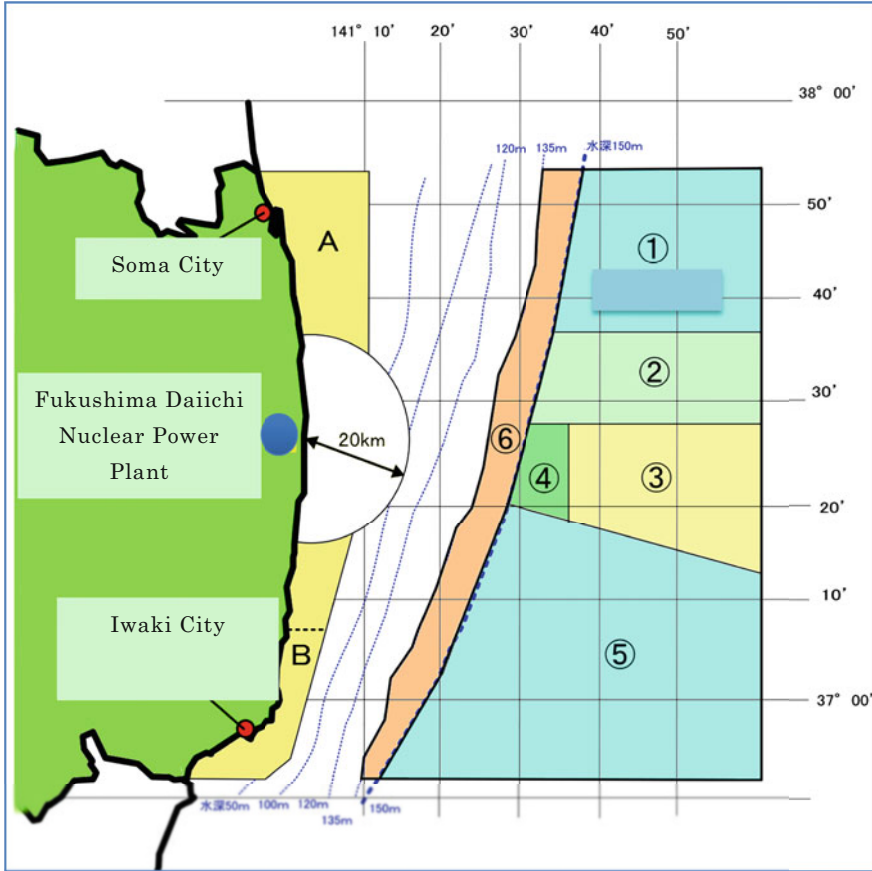 141° 10’ 20’ 30’ 40’ 50’
38° 00’
120m 135m 水深150m
50’
A
①
Soma City
40’
②
30’
Fukushima Daiichi
Nuclear Power
Plant
20km
⑥
④
③
20’
10’
Iwaki City
B
⑤
37° 00’
水深50m 100m 120m
135m
150m